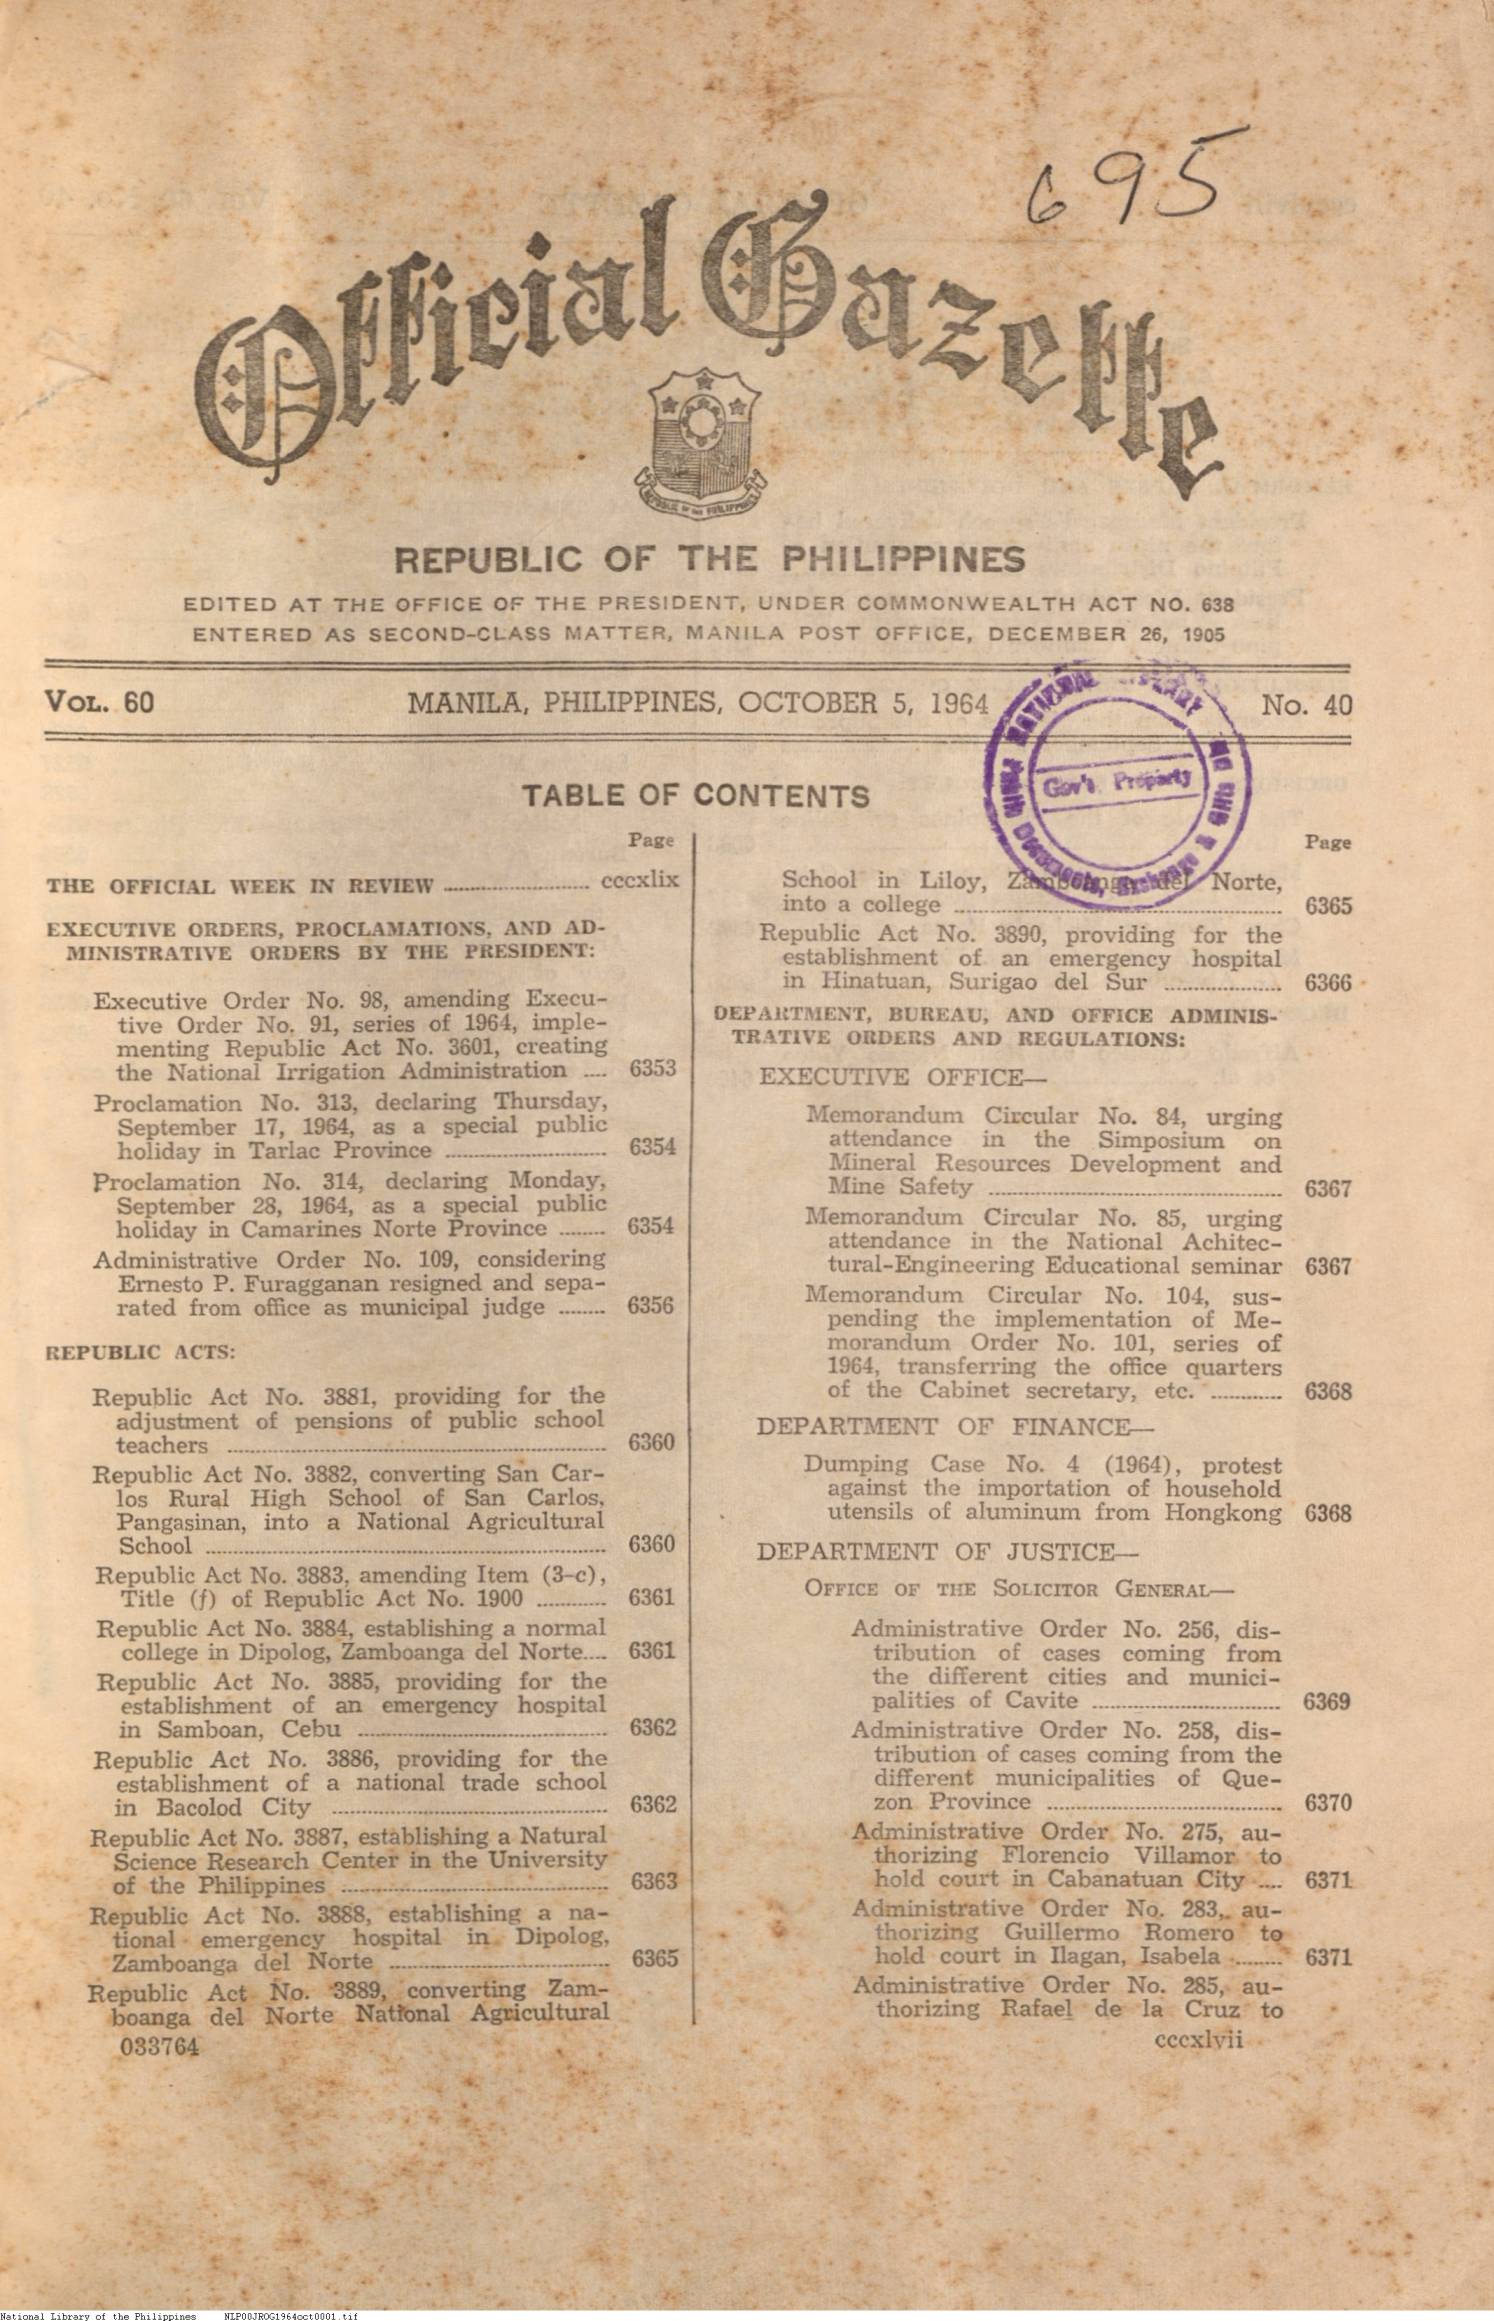 695
Official Gazette
REPUBLIC OF THE PHILIPPINES
REPUBLIC OF THE PHILIPPINES
EDITED AT THE OFFICE OF THE PRESIDENT, UNDER COMMONWEALTH ACT NO. 638
ENTERED AS SECOND-CLASS MATTER, MANILA POST OFFICE, DECEMBER 26, 1905
VOL. 60 MANILA, PHILIPPINES, OCTOBER 5, 1964 No. 40
NATIONAL LIBRARY
Gov't. Property
Public Documents, Exchange & Gifts
TABLE OF CONTENTS
Page
THE OFFICIAL WEEK IN REVIEW ........ cccxlix
EXECUTIVE ORDERS, PROCLAMATIONS, AND AD-
MINISTRATIVE ORDERS BY THE PRESIDENT:
Executive Order No. 98, amending Execu-
tive Order No. 91, series of 1964, imple-
menting Republic Act No. 3601, creating
the National Irrigation Administration .... 6353
Proclamation No. 313, declaring Thursday,
September 17, 1964, as a special public
holiday in Tarlac Province ........ 6354
Proclamation No. 314, declaring Monday,
September 28, 1964, as a special public
holiday in Camarines Norte Province ........ 6354
Administrative Order No. 109, considering
Ernesto P. Furagganan resigned and sepa-
rated from office as municipal judge ........ 6356
REPUBLIC ACTS:
Republic Act No. 3881, providing for the
adjustment of pensions of public school
teachers ........ 6360
Republic Act No. 3882, converting San Car-
los Rural High School of San Carlos,
Pangasinan, into a National Agricultural
School ........ 6360
Republic Act No. 3883, amending Item (3-c),
Title (f) of Republic Act No. 1900 ........ 6361
Republic Act No. 3884, establishing a normal
college in Dipolog, Zamboanga del Norte.... 6361
Republic Act No. 3885, providing for the
establishment of an emergency hospital
in Samboan, Cebu ........ 6362
Republic Act No. 3886, providing for the
establishment of a national trade school
in Bacolod City ........ 6362
Republic Act No. 3887, establishing a Natural
Science Research Center in the University
of the Philippines ........ 6363
Republic Act No. 3888, establishing a na-
tional emergency hospital in Dipolog,
Zamboanga del Norte ........ 6365
Republic Act No. 3889, converting Zam-
boanga del Norte National Agricultural
033764
Page
School in Liloy, Zamboanga del Norte,
into a college ........ 6365
Republic Act No. 3890, providing for the
establishment of an emergency hospital
in Hinatuan, Surigao del Sur ........ 6366
DEPARTMENT, BUREAU, AND OFFICE ADMINIS-
TRATIVE ORDERS AND REGULATIONS:
EXECUTIVE OFFICE—
Memorandum Circular No. 84, urging
attendance in the Simposium on
Mineral Resources Development and
Mine Safety ........ 6367
Memorandum Circular No. 85, urging
attendance in the National Achitec-
tural-Engineering Educational seminar 6367
Memorandum Circular No. 104, sus-
pending the implementation of Me-
morandum Order No. 101, series of
1964, transferring the office quarters
of the Cabinet secretary, etc. ........ 6368
DEPARTMENT OF FINANCE—
Dumping Case No. 4 (1964), protest
against the importation of household
utensils of aluminum from Hongkong 6368
DEPARTMENT OF JUSTICE—
OFFICE OF THE SOLICITOR GENERAL—
Administrative Order No. 256, dis-
tribution of cases coming from
the different cities and munici-
palities of Cavite ........ 6369
Administrative Order No. 258, dis-
tribution of cases coming from the
different municipalities of Que-
zon Province ........ 6370
Administrative Order No. 275, au-
thorizing Florencio Villamor to
hold court in Cabanatuan City .... 6371
Administrative Order No. 283, au-
thorizing Guillermo Romero to
hold court in Ilagan, Isabela ........ 6371
Administrative Order No. 285, au-
thorizing Rafael de la Cruz to
cccxlvii
National Library of the Philippines NLP00JROG1964oct0001.tif